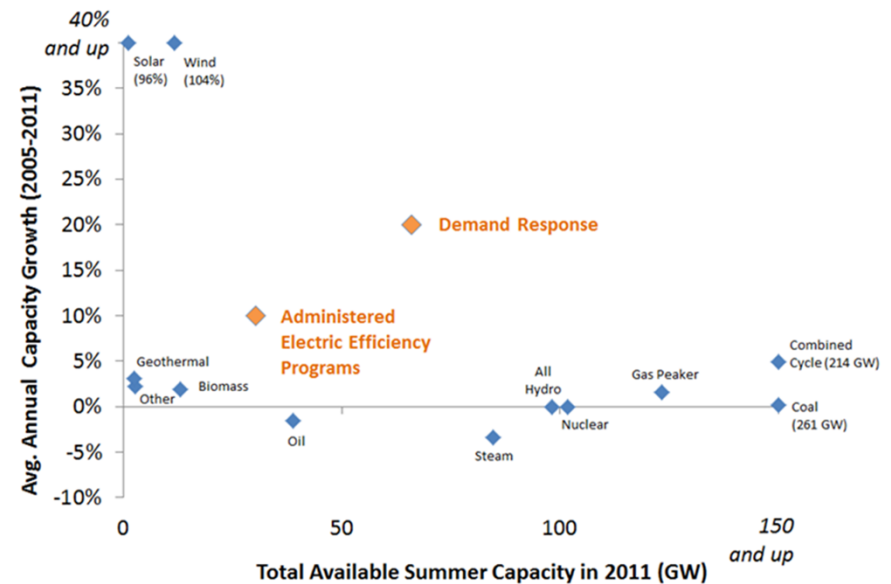 40%
and up
Solar
(96%)
Wind
(104%)
35%
30%
25%
20%
15%
10%
5%
0%
-5%
-10%
Avg. Annual Capacity Growth (2005-2011)
Demand Response
Administered
Electric Efficiency
Programs
Geothermal
Other
Biomass
Oil
Steam
All
Hydro
Nuclear
Gas Peaker
Combined
Cycle (214 GW)
Coal
(261 GW)
0
50
100
150
and up
Total Available Summer Capacity in 2011 (GW)